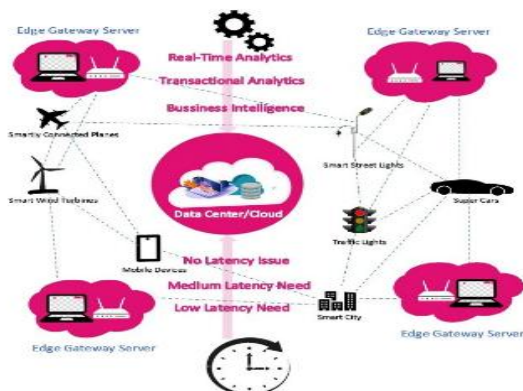 Edge Gateway Server
Edge Gateway Server
Real-Time Analytics
Transactional Analytics
Bussiness Intelligence
Smartly Connected Planes
Smart Street Lights
Smart Wind Turbines
Super Cars
Data Center/Cloud
Traffic Lights
Mobile Devices
No Latency Issue
Medium Latency Need
Low Latency Need
Smart City
Edge Gateway Server
Edge Gateway Server